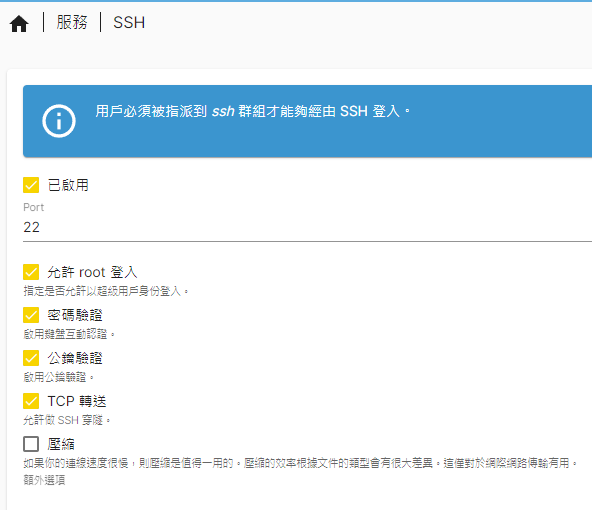 服務 SSH
用戶必須被指派到 ssh 群組才能夠經由 SSH 登入。
已啟用
Port
22
允許 root 登入
指定是否允許以超級用戶身份登入。
密碼驗證
啟用鍵盤互動認證。
公鑰驗證
啟用公鑰驗證。
TCP 轉送
允許做 SSH 穿隧。
壓縮
如果你的連線速度很慢，則壓縮是值得一用的。壓縮的效率根據文件的類型會有很大差異。這僅對於網際網路傳輸有用。
額外選項